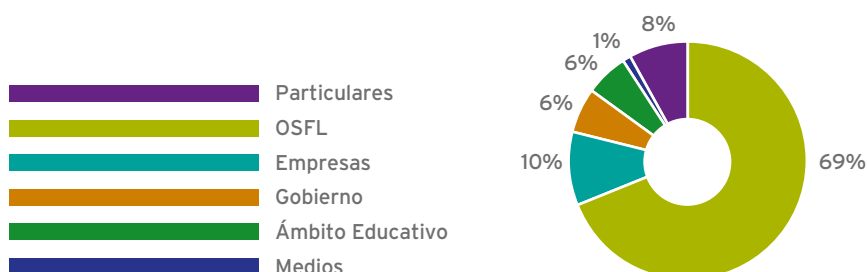 8%
1%
6%
6%
10%
69%
Particulares
OSFL
Empresas
Gobierno
Ámbito Educativo
Medios